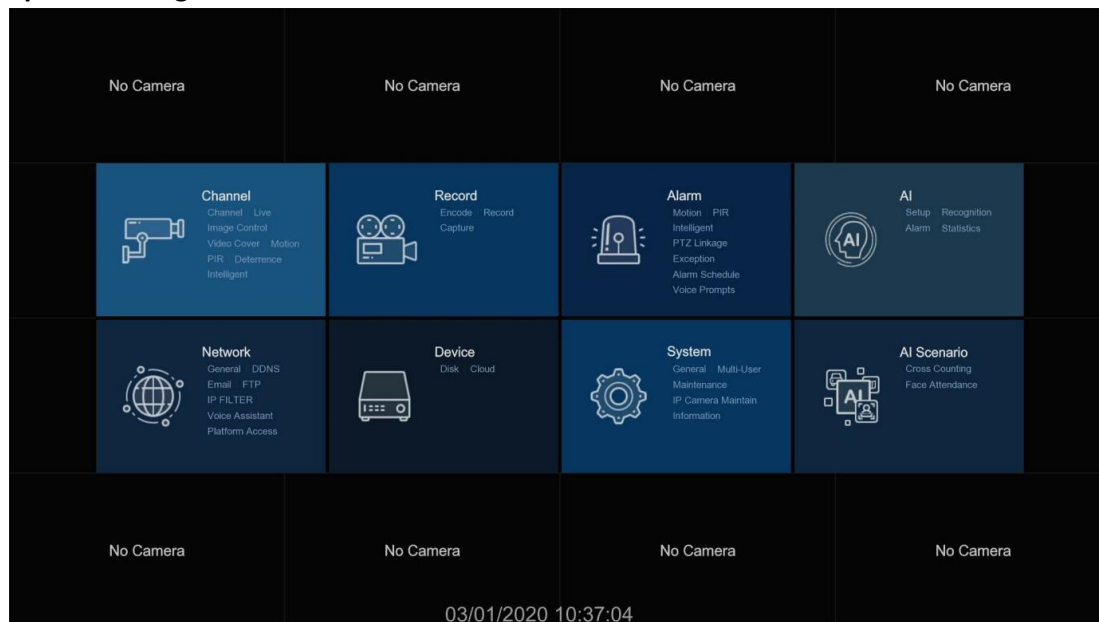 No Camera No Camera No Camera No Camera
Channel
Channel Live
Image Control
Video Cover Motion
PIR Deterrence
Intelligent
Record
Encode Record
Capture
Alarm
Motion PIR
Intelligent
PTZ Linkage
Exception
Alarm Schedule
Voice Prompts
AI
Setup Recognition
Alarm Statistics
AI
Network
General DDNS
Email FTP
IP FILTER
Voice Assistant
Platform Access
Device
Disk Cloud
System
General Multi-User
Maintenance
IP Camera Maintain
Information
AI Scenario
Cross Counting
Face Attendance
AI
No Camera No Camera No Camera No Camera
03/01/2020 10:37:04